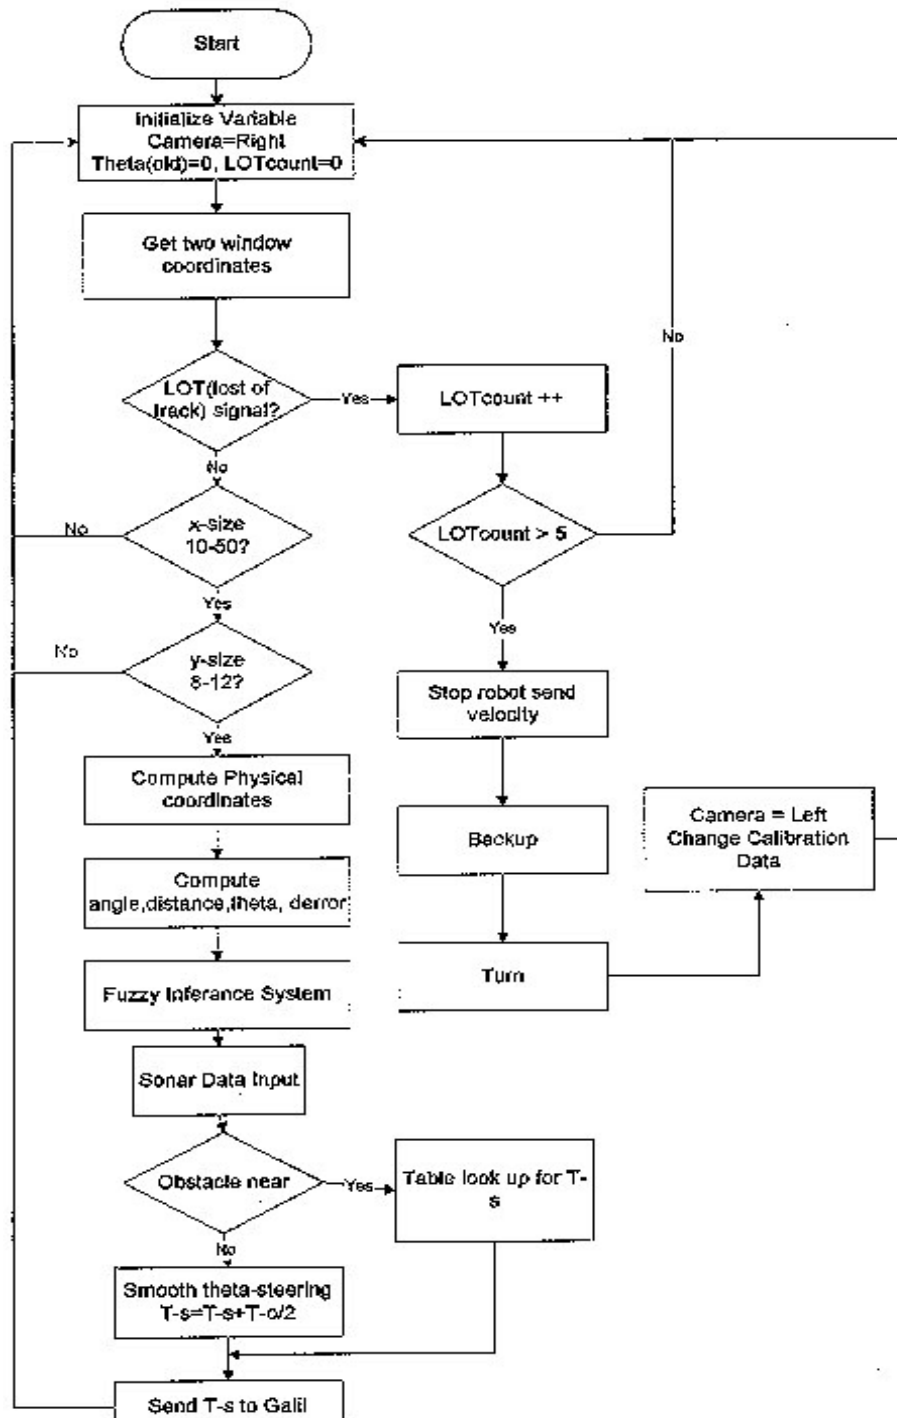 Start
Initialize Variable
Camera=Right
Theta(old)=0, LOTcount=0
Get two window
coordinates
No
LOT(lost of
track) signal?
Yes
LOTcount ++
No
x-size
10-50?
No
LOTcount > 5
Yes
Yes
No
y-size
8-12?
Stop robot send
velocity
Yes
Compute Physical
coordinates
Camera = Left
Change Calibration
Data
Backup
Compute
angle,distance,theta, derror
Turn
Fuzzy Inferance System
Sonar Data Input
Obstacle near
Yes
Table look up for T-
s
No
Smooth theta-steering
T-s=T-s+T-o/2
Send T-s to Galil